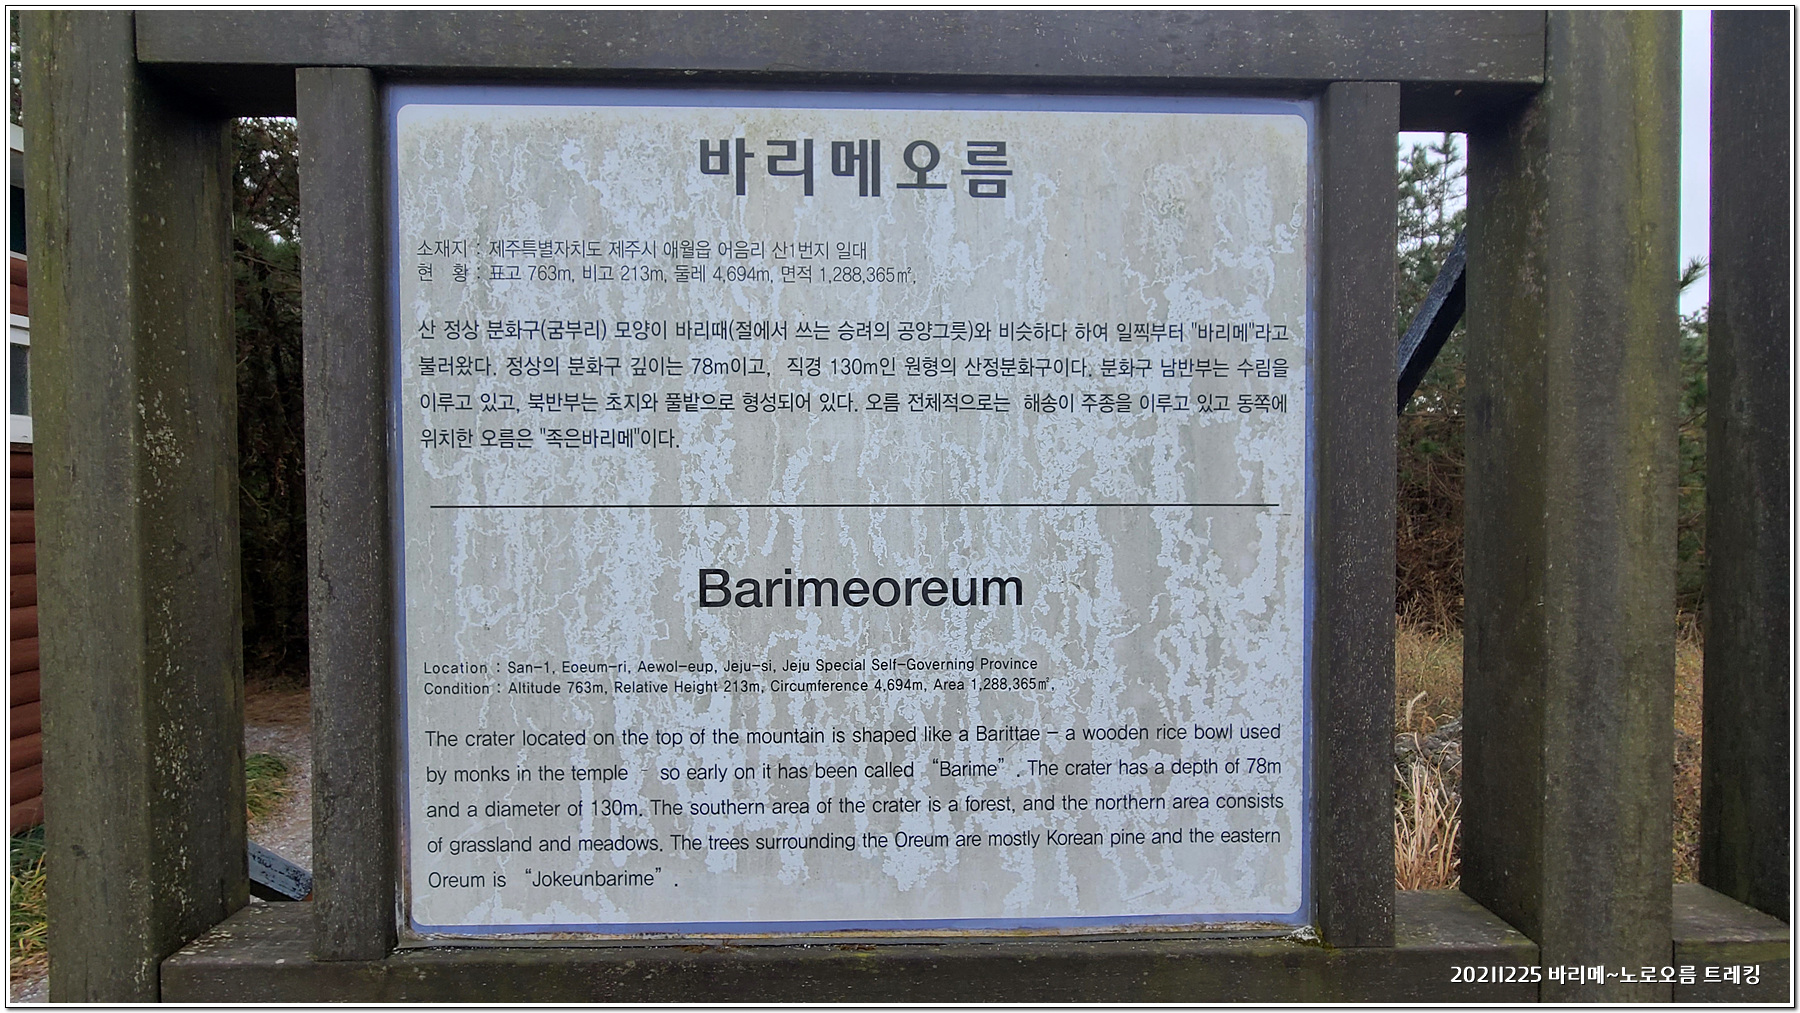 바리메오름
소재지 : 제주특별자치도 제주시 애월읍 어음리 산1번지 일대
현 황 : 표고 763m, 비고 213m, 둘레 4,694m, 면적 1,288,365㎡,
산 정상 분화구(굼부리) 모양이 바리때(절에서 쓰는 승려의 공양그릇)와 비슷하다 하여 일찍부터 "바리메"라고
불러왔다. 정상의 분화구 깊이는 78m이고, 직경 130m인 원형의 산정분화구이다. 분화구 남반부는 수림을
이루고 있고, 북반부는 초지와 풀밭으로 형성되어 있다. 오름 전체적으로는 해송이 주종을 이루고 있고 동쪽에
위치한 오름은 "족은바리메"이다.
Barimeoreum
Location : San-1, Eoeum-ri, Aewol-eup, Jeju-si, Jeju Special Self-Governing Province
Condition : Altitude 763m, Relative Height 213m, Circumference 4,694m, Area 1,288,365㎡,
The crater located on the top of the mountain is shaped like a Barittae - a wooden rice bowl used
by monks in the temple - so early on it has been called “Barime”. The crater has a depth of 78m
and a diameter of 130m. The southern area of the crater is a forest, and the northern area consists
of grassland and meadows. The trees surrounding the Oreum are mostly Korean pine and the eastern
Oreum is “Jokeunbarime”.
20211225 바리메~노로오름 트레킹